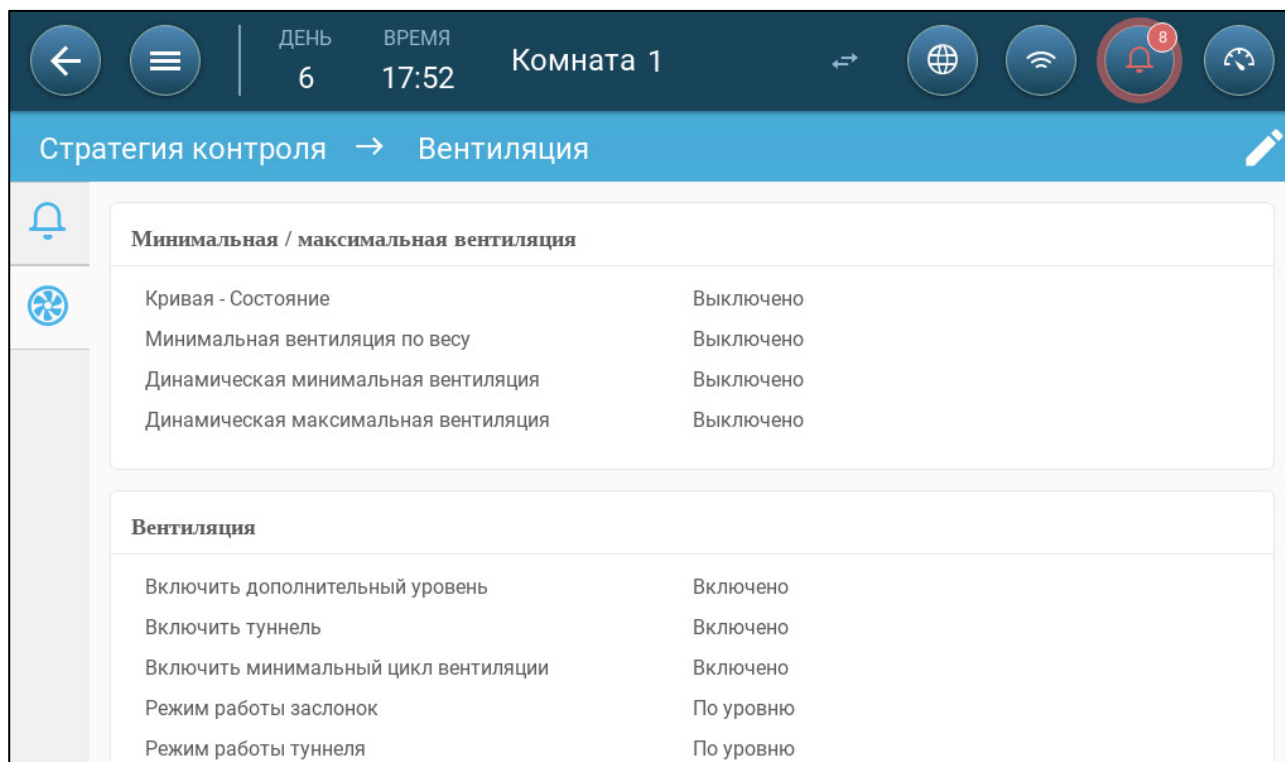 ДЕНЬ ВРЕМЯ
6 17:52 Комната 1 8
Стратегия контроля → Вентиляция
Минимальная / максимальная вентиляция
Кривая - Состояние Выключено
Минимальная вентиляция по весу Выключено
Динамическая минимальная вентиляция Выключено
Динамическая максимальная вентиляция Выключено
Вентиляция
Включить дополнительный уровень Включено
Включить туннель Включено
Включить минимальный цикл вентиляции Включено
Режим работы заслонок По уровню
Режим работы туннеля По уровню